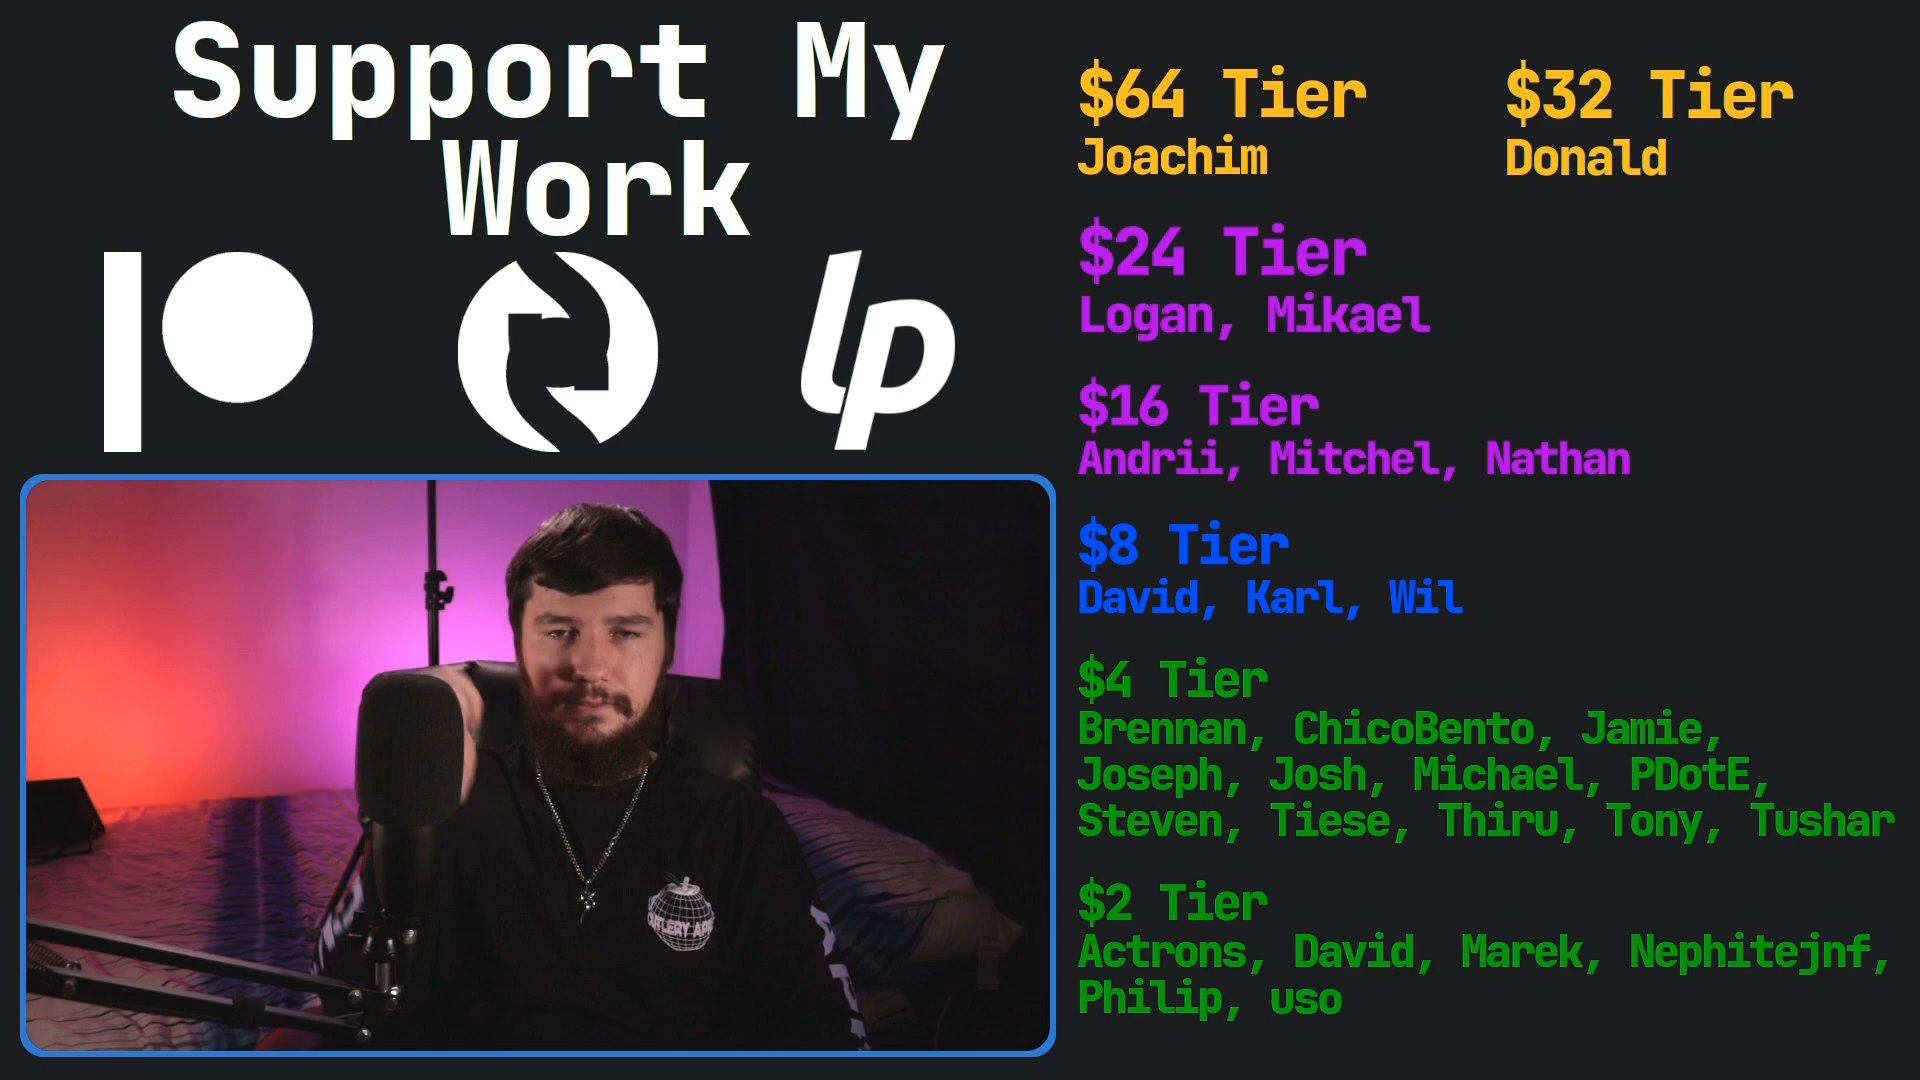 Support My
Work
lp
$64 Tier
Joachim
$32 Tier
Donald
$24 Tier
Logan, Mikael
$16 Tier
Andrii, Mitchel, Nathan
$8 Tier
David, Karl, Wil
$4 Tier
Brennan, ChicoBento, Jamie,
Joseph, Josh, Michael, PDotE,
Steven, Tiese, Thiru, Tony, Tushar
$2 Tier
Actrons, David, Marek, Nephitejnf,
Philip, uso